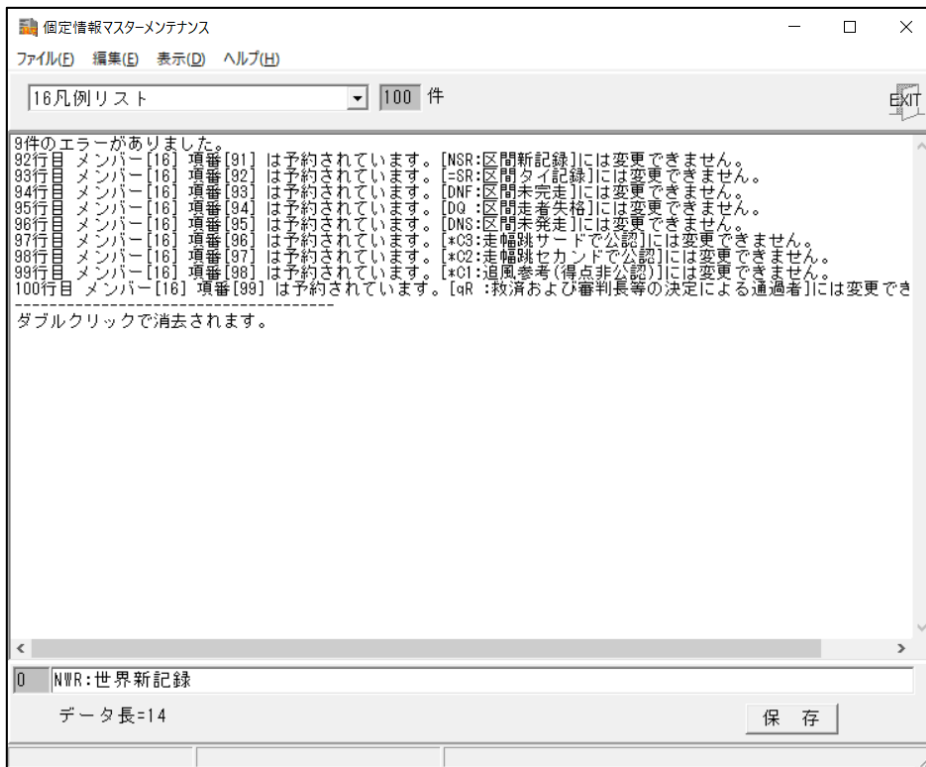 個定情報マスターメンテナンス
ファイル(F) 編集(E) 表示(D) ヘルプ(H)
16凡例リスト 100 件 EXIT
9件のエラーがありました。
92行目 メンバー[16] 項番[91] は予約されています。[NSR:区間新記録]には変更できません。
93行目 メンバー[16] 項番[92] は予約されています。[=SR:区間タイ記録]には変更できません。
94行目 メンバー[16] 項番[93] は予約されています。[DNF:区間未完走]には変更できません。
95行目 メンバー[16] 項番[94] は予約されています。[DQ :区間走者失格]には変更できません。
96行目 メンバー[16] 項番[95] は予約されています。[DNS:区間未発走]には変更できません。
97行目 メンバー[16] 項番[96] は予約されています。[*C3:走幅跳サードで公認]には変更できません。
98行目 メンバー[16] 項番[97] は予約されています。[*C2:走幅跳セカンドで公認]には変更できません。
99行目 メンバー[16] 項番[98] は予約されています。[*C1:追風参考(得点非公認)]には変更できません。
100行目 メンバー[16] 項番[99] は予約されています。[qR :救済および審判長等の決定による通過者]には変更でき
-------------------------------------
ダブルクリックで消去されます。
0 NWR:世界新記録
データ長=14 保 存